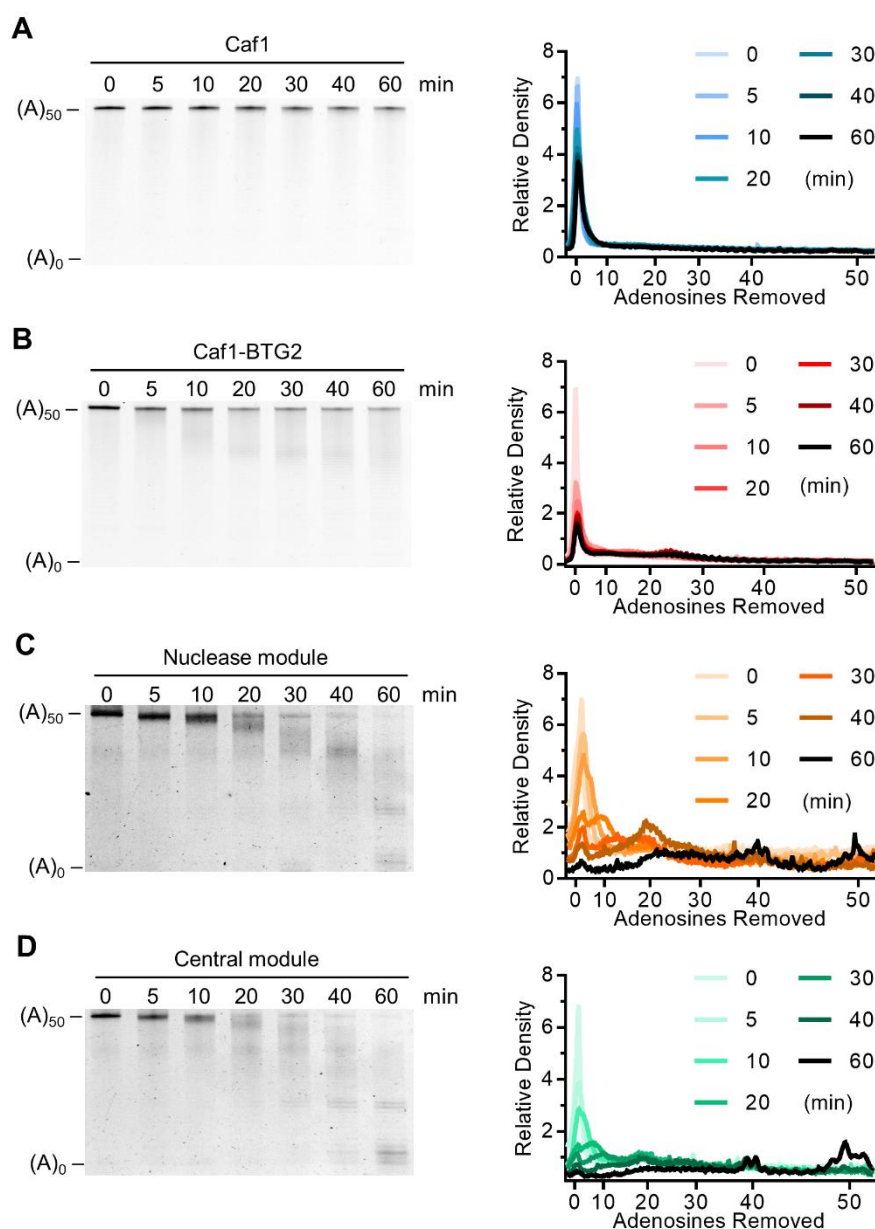 A
Caf1
0 5 10 20 30 40 60 min
(A)50
(A)0
8
6
4
2
0
Relative Density
0 30
5 40
10 60
20 (min)
0 10 20 30 40 50
Adenosines Removed
B
Caf1-BTG2
0 5 10 20 30 40 60 min
(A)50
(A)0
8
6
4
2
0
Relative Density
0 30
5 40
10 60
20 (min)
0 10 20 30 40 50
Adenosines Removed
C
Nuclease module
0 5 10 20 30 40 60 min
(A)50
(A)0
8
6
4
2
0
Relative Density
0 30
5 40
10 60
20 (min)
0 10 20 30 40 50
Adenosines Removed
D
Central module
0 5 10 20 30 40 60 min
(A)50
(A)0
8
6
4
2
Relative Density
0 30
5 40
10 60
20 (min)
0 10 20 30 40 50
Adenosines Removed